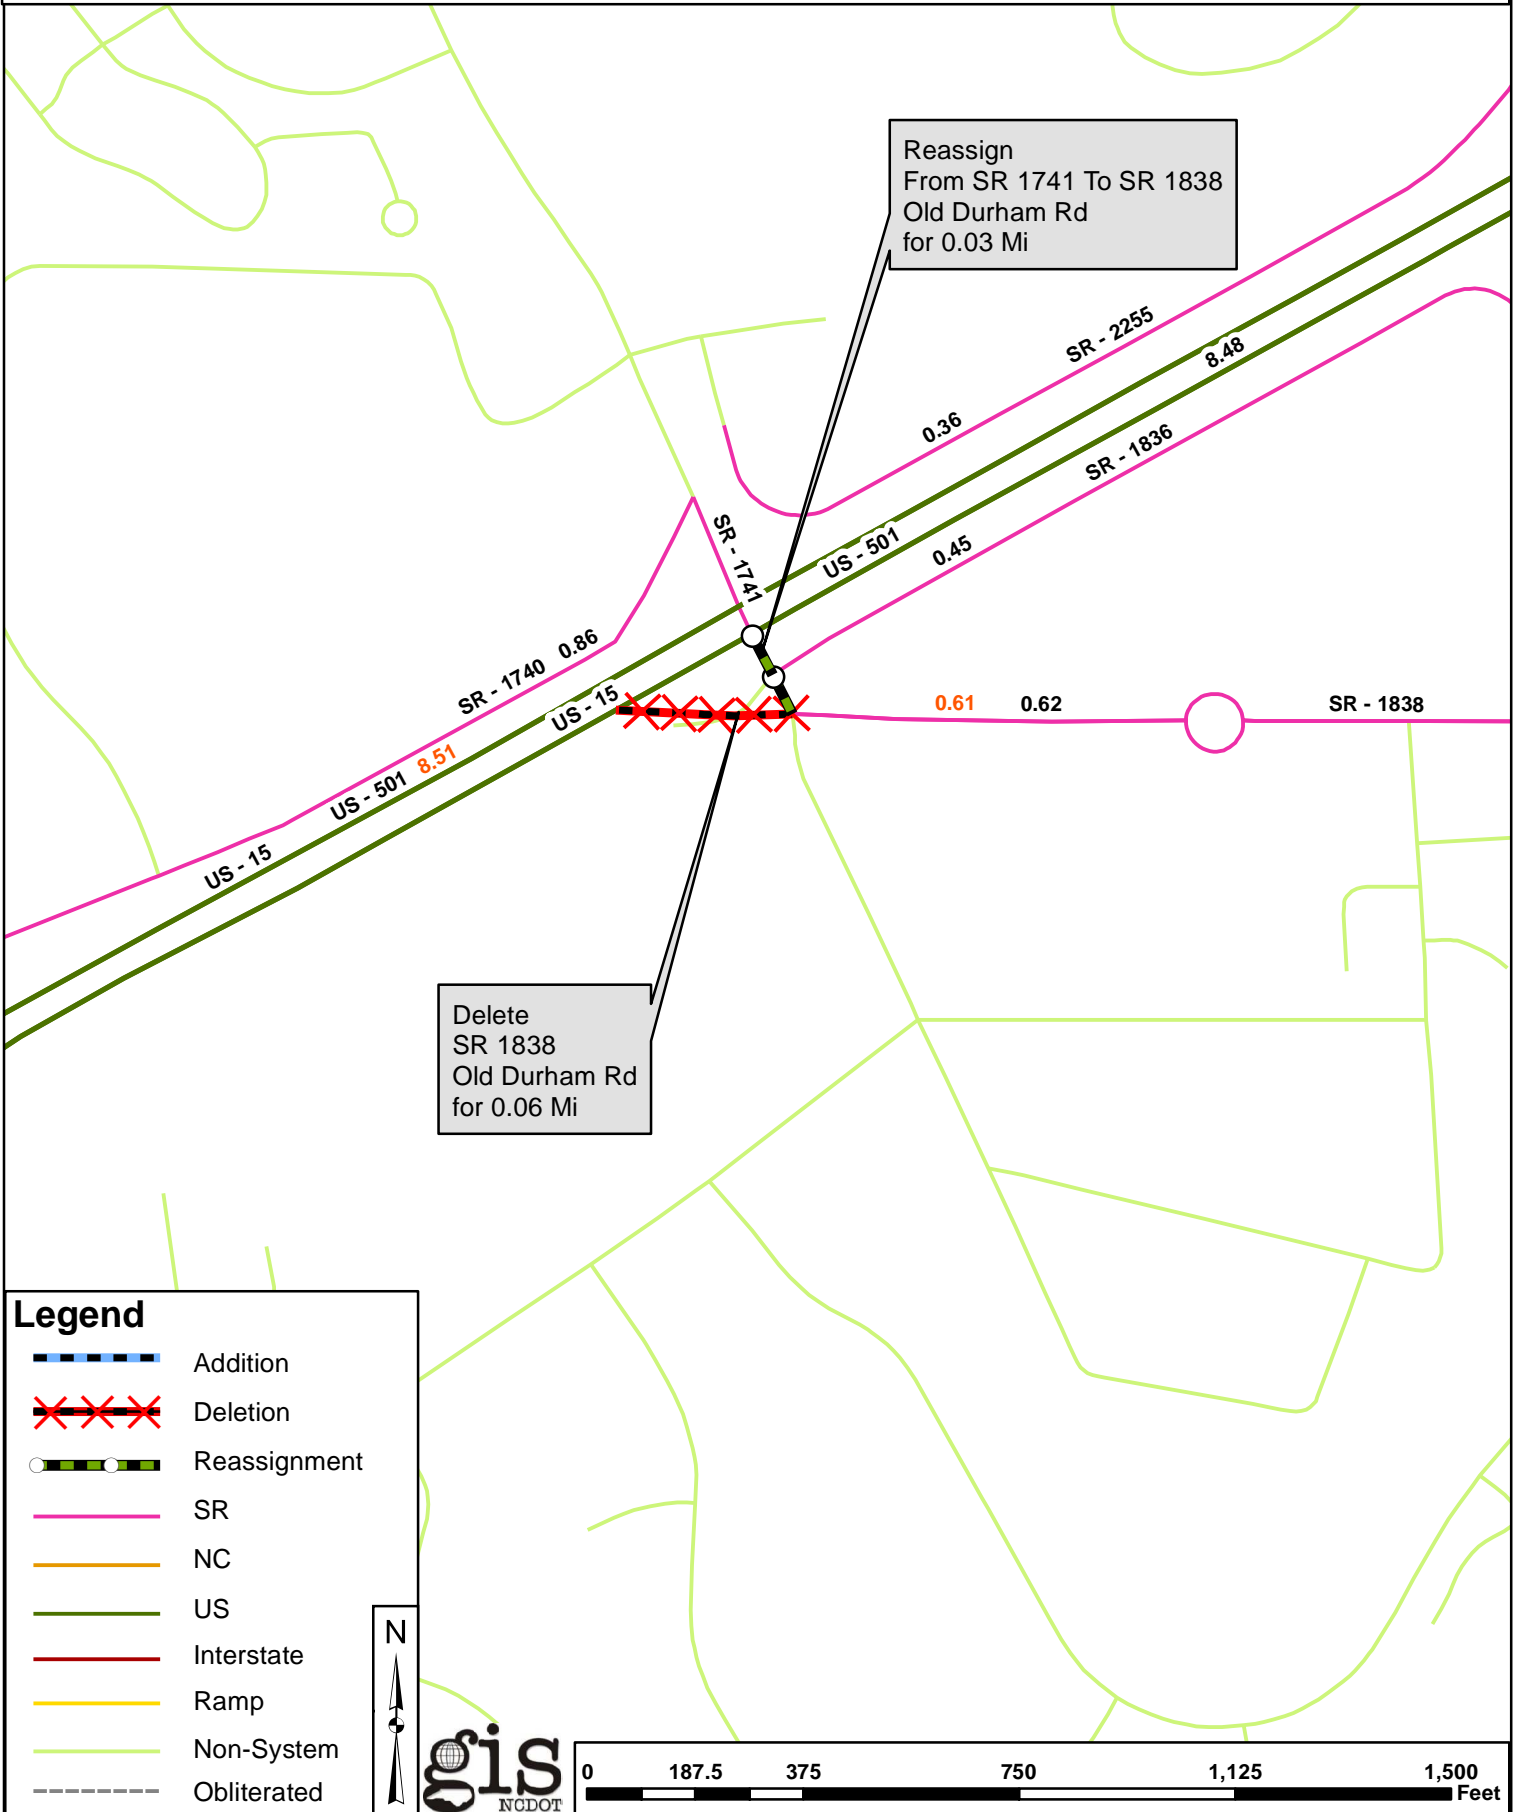 Reassign
From SR 1741 To SR 1838
Old Durham Rd
for 0.03 Mi
SR - 2255
8.48
0.36
SR - 1836
SR - 1741
US - 501
0.45
0.86
SR - 1740
US - 15
0.61
0.62
SR - 1838
8.51
US - 501
US - 15
Delete
SR 1838
Old Durham Rd
for 0.06 Mi
Legend
Addition
Deletion
Reassignment
SR
NC
US
Interstate
Ramp
Non-System
Obliterated
N
gis
NCDOT
0 187.5 375 750 1,125 1,500
Feet